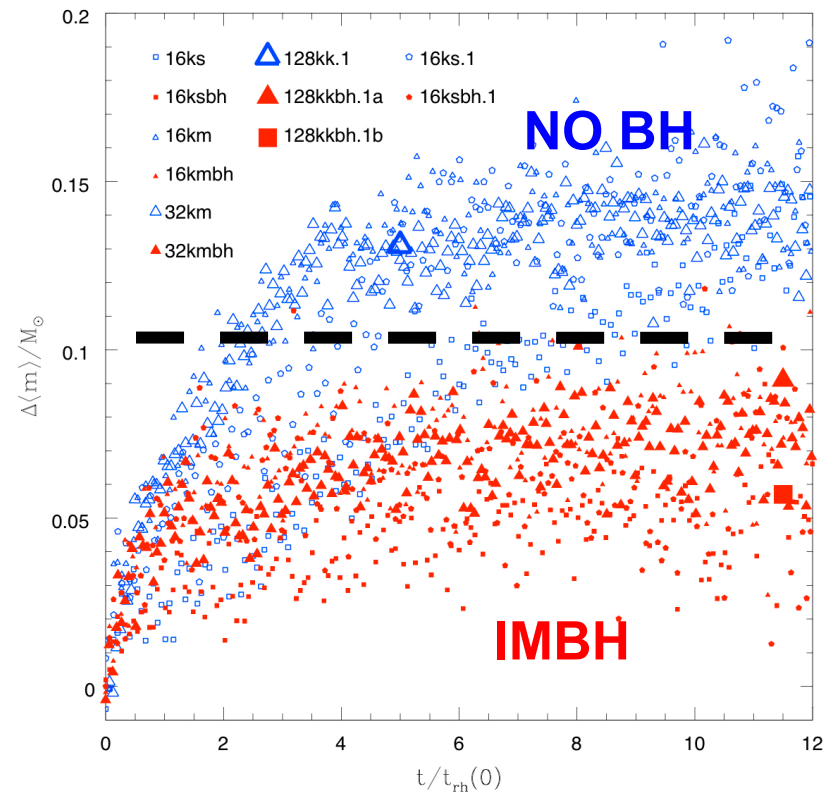 0.2
16ks 128kk.1 16ks.1
16ksbh 128kkbh.1a 16ksbh.1
16km 128kkbh.1b
NO BH
16kmbh
0.15
32km
32kmbh
0.1
Δ⟨m⟩/M⊙
0.05
IMBH
0
0 2 4 6 8 10 12
t/t_rh(0)